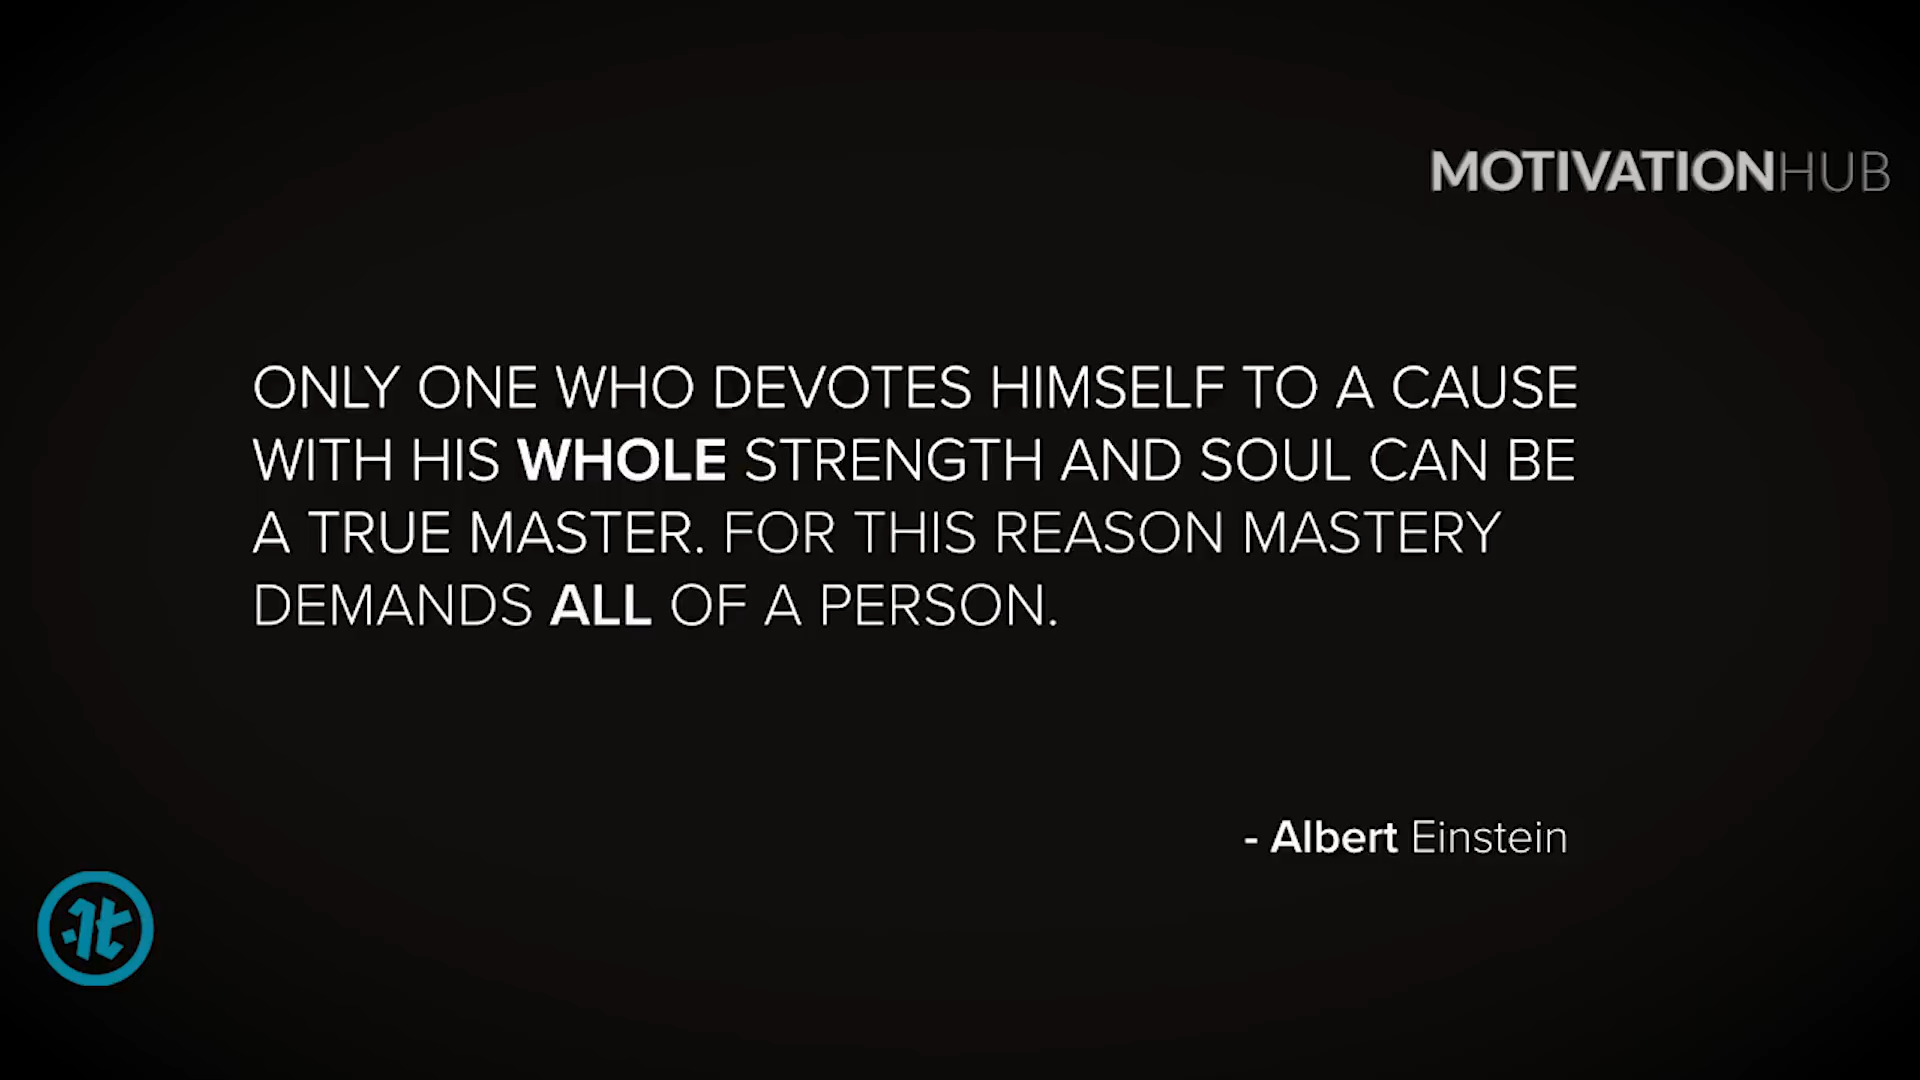 MOTIVATIONHUB
ONLY ONE WHO DEVOTES HIMSELF TO A CAUSE
WITH HIS WHOLE STRENGTH AND SOUL CAN BE
A TRUE MASTER. FOR THIS REASON MASTERY
DEMANDS ALL OF A PERSON.
- Albert Einstein